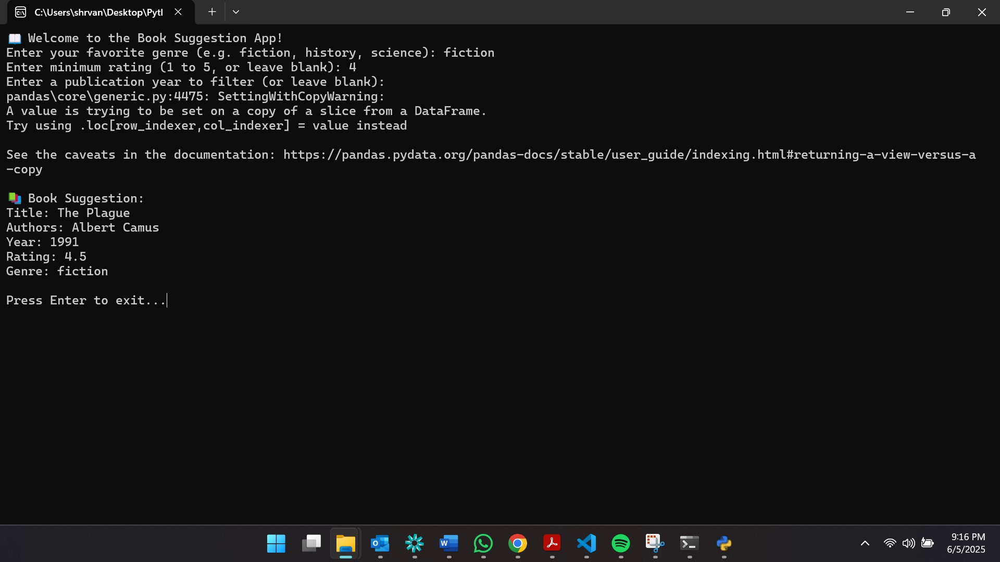 C:\Users\shrvan\Desktop\Pytl
Welcome to the Book Suggestion App!
Enter your favorite genre (e.g. fiction, history, science): fiction
Enter minimum rating (1 to 5, or leave blank): 4
Enter a publication year to filter (or leave blank):
pandas\core\generic.py:4475: SettingWithCopyWarning:
A value is trying to be set on a copy of a slice from a DataFrame.
Try using .loc[row_indexer,col_indexer] = value instead
See the caveats in the documentation: https://pandas.pydata.org/pandas-docs/stable/user_guide/indexing.html#returning-a-view-versus-a
-copy
Book Suggestion:
Title: The Plague
Authors: Albert Camus
Year: 1991
Rating: 4.5
Genre: fiction
Press Enter to exit...
9:16 PM
6/5/2025